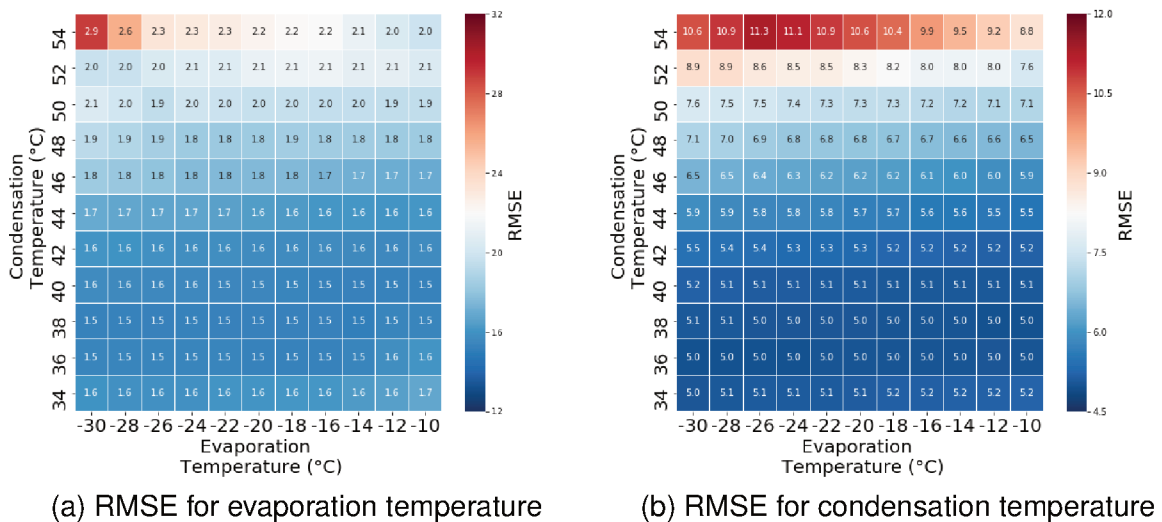 54 2.9 2.6 2.3 2.3 2.3 2.2 2.2 2.2 2.1 2.0 2.0
52 2.0 2.0 2.0 2.1 2.1 2.1 2.1 2.1 2.1 2.1 2.1
50 2.1 2.0 1.9 2.0 2.0 2.0 2.0 2.0 2.0 1.9 1.9
48 1.9 1.9 1.9 1.8 1.8 1.8 1.9 1.8 1.8 1.8 1.8
46 1.8 1.8 1.8 1.8 1.8 1.8 1.8 1.7 1.7 1.7 1.7
44 1.7 1.7 1.7 1.7 1.7 1.6 1.6 1.6 1.6 1.6 1.6
42 1.6 1.6 1.6 1.6 1.6 1.6 1.6 1.6 1.6 1.6 1.6
40 1.6 1.6 1.6 1.5 1.5 1.5 1.5 1.5 1.5 1.5 1.5
38 1.5 1.5 1.5 1.5 1.5 1.5 1.5 1.5 1.5 1.5 1.5
36 1.5 1.5 1.5 1.5 1.5 1.5 1.5 1.5 1.5 1.6 1.6
34 1.6 1.6 1.6 1.6 1.6 1.6 1.6 1.6 1.6 1.6 1.7
Condensation
Temperature (°C)
-30 -28 -26 -24 -22 -20 -18 -16 -14 -12 -10
Evaporation
Temperature (°C)
3.2
2.8
2.4
2.0
1.6
1.2
RMSE
(a) RMSE for evaporation temperature
54 10.6 10.9 11.3 11.1 10.9 10.6 10.4 9.9 9.5 9.2 8.8
52 8.9 8.9 8.6 8.5 8.5 8.3 8.2 8.0 8.0 8.0 7.6
50 7.6 7.5 7.5 7.4 7.3 7.3 7.3 7.2 7.2 7.1 7.1
48 7.1 7.0 6.9 6.8 6.8 6.8 6.7 6.7 6.6 6.6 6.5
46 6.5 6.5 6.4 6.3 6.2 6.2 6.2 6.1 6.0 6.0 5.9
44 5.9 5.9 5.8 5.8 5.8 5.7 5.7 5.6 5.6 5.5 5.5
42 5.5 5.4 5.4 5.3 5.3 5.3 5.2 5.2 5.2 5.2 5.2
40 5.2 5.1 5.1 5.1 5.1 5.1 5.1 5.1 5.1 5.1 5.1
38 5.1 5.1 5.0 5.0 5.0 5.0 5.0 5.0 5.0 5.0 5.0
36 5.0 5.0 5.0 5.0 5.0 5.0 5.0 5.0 5.0 5.0 5.0
34 5.0 5.1 5.1 5.1 5.1 5.1 5.1 5.2 5.2 5.2 5.2
Condensation
Temperature (°C)
-30 -28 -26 -24 -22 -20 -18 -16 -14 -12 -10
Evaporation
Temperature (°C)
12.0
10.5
9.0
7.5
6.0
4.5
RMSE
(b) RMSE for condensation temperature